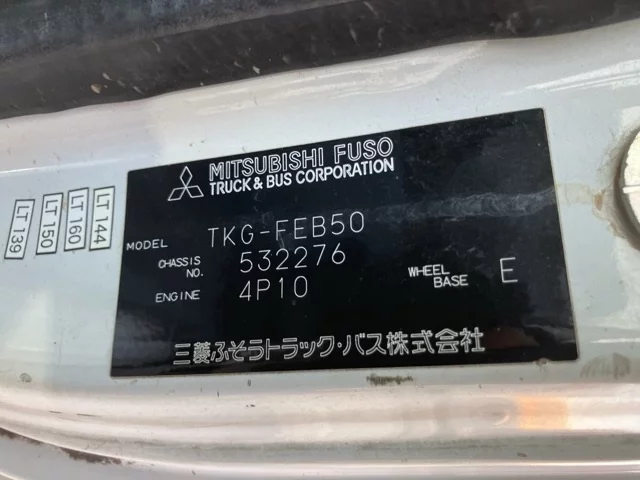 MITSUBISHI FUSO
TRUCK & BUS CORPORATION
MODEL TKG-FEB50
CHASSIS NO. 532276
ENGINE 4P10
WHEEL BASE E
三菱ふそうトラック・バス株式会社
LT 139
LT 150
LT 160
LT 144